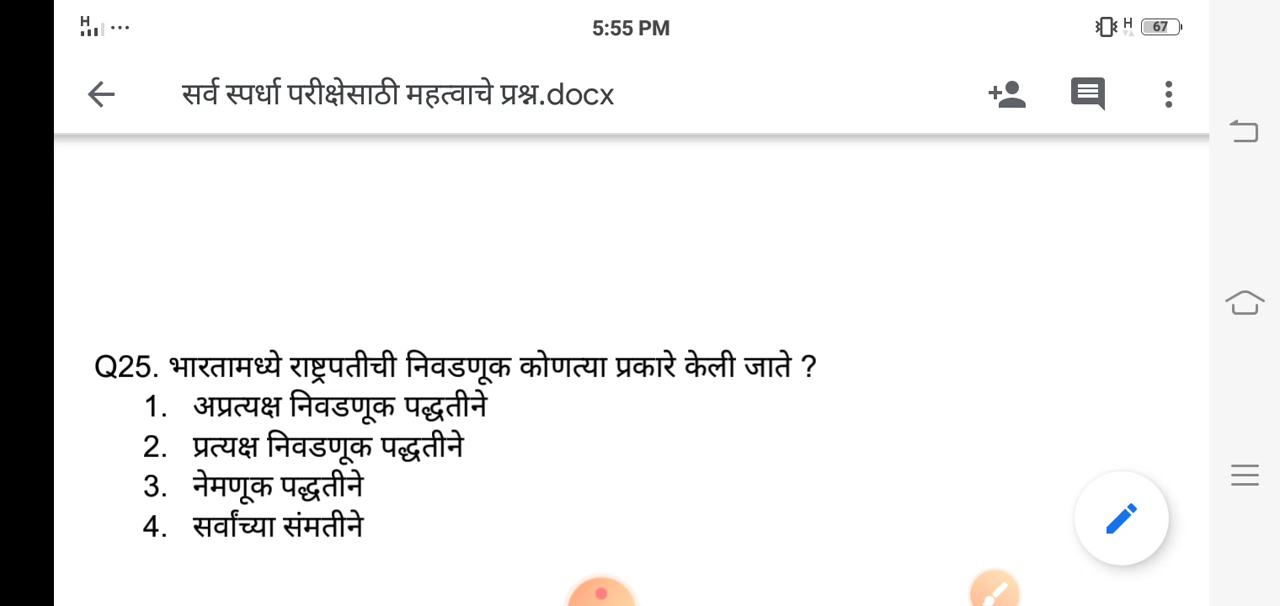 H 5:55 PM H 67
सर्व स्पर्धा परीक्षेसाठी महत्वाचे प्रश्न.docx
Q25. भारतामध्ये राष्ट्रपतीची निवडणूक कोणत्या प्रकारे केली जाते ?
1. अप्रत्यक्ष निवडणूक पद्धतीने
2. प्रत्यक्ष निवडणूक पद्धतीने
3. नेमणूक पद्धतीने
4. सर्वांच्या संमतीने